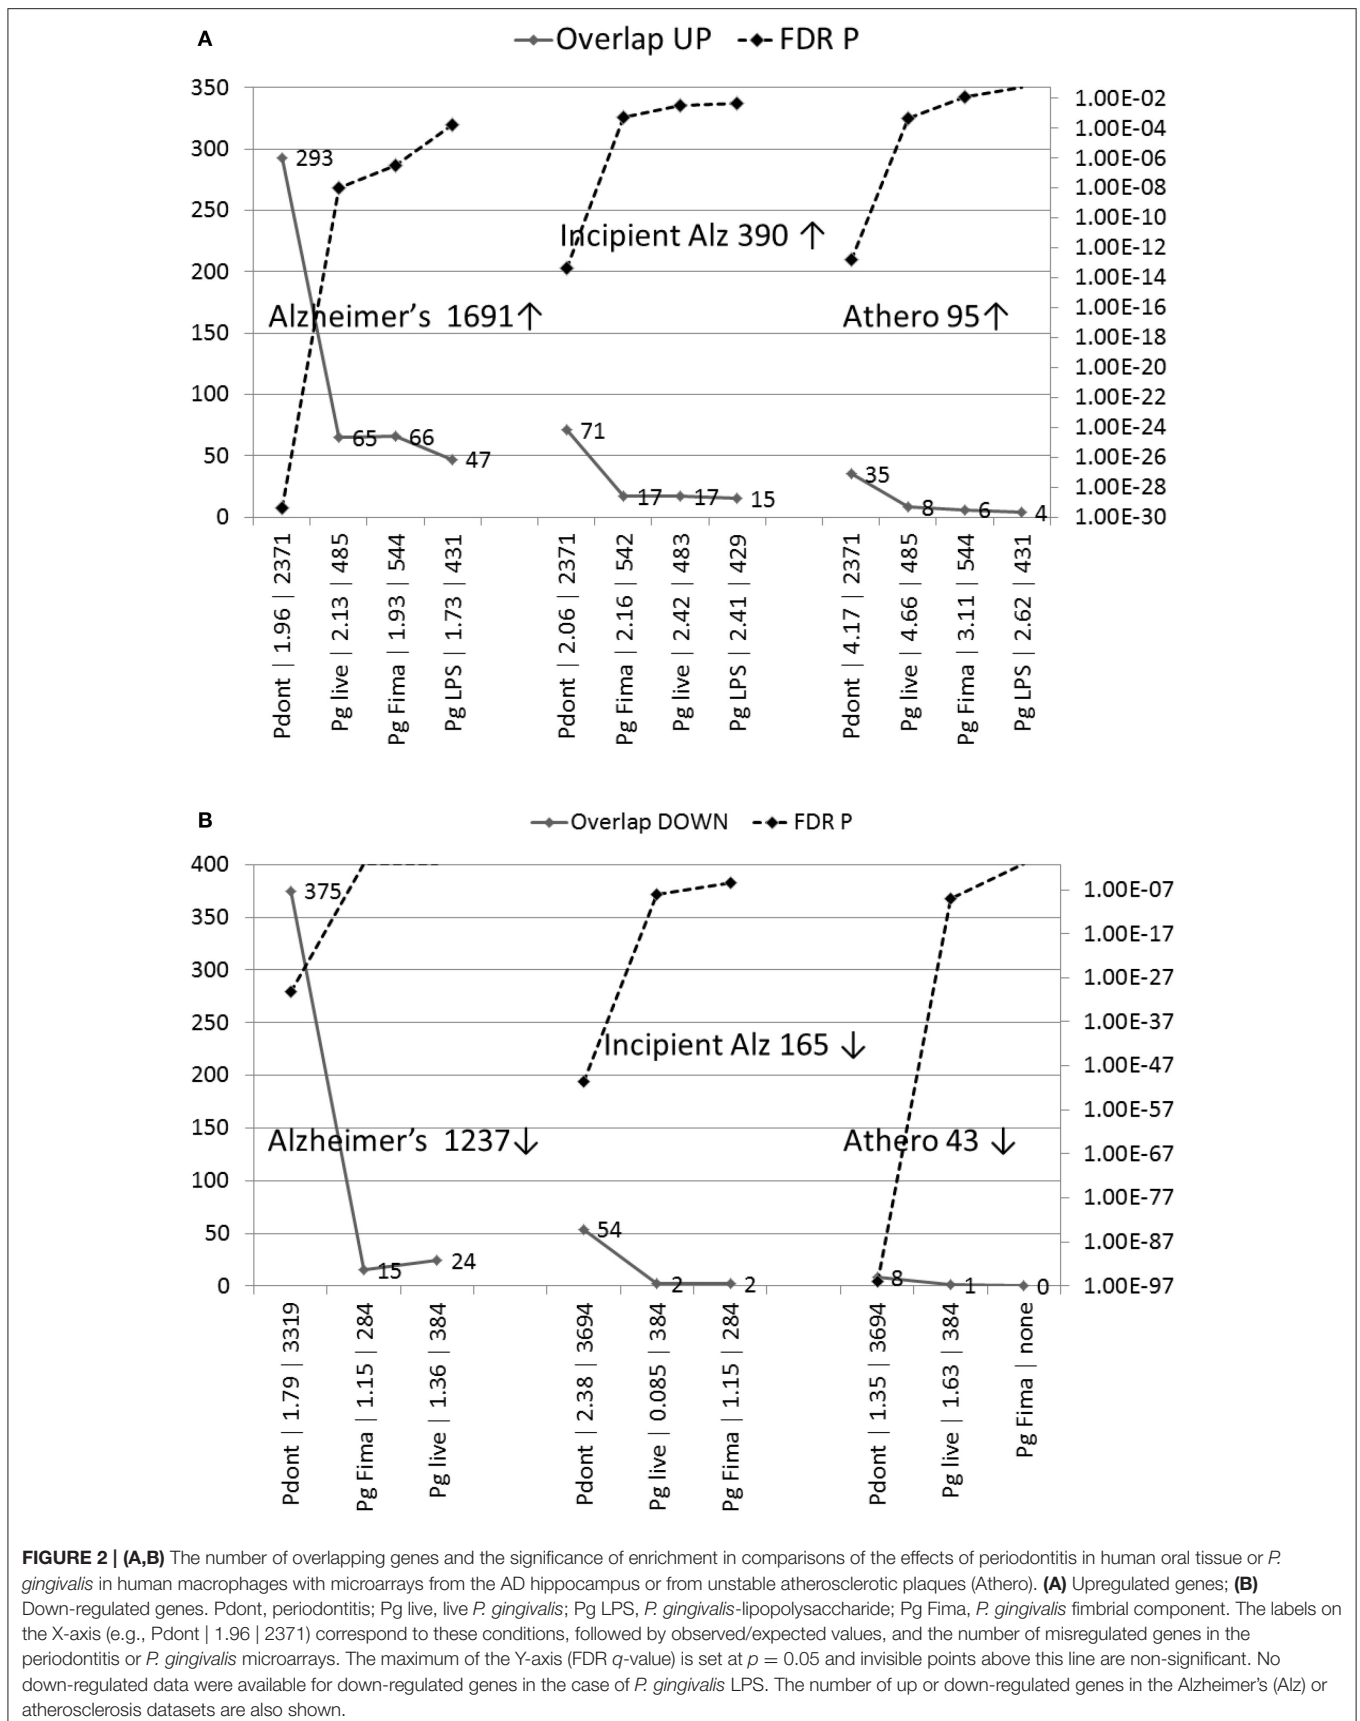 A
Overlap UP FDR P
350
300
250
200
150
100
50
0
1.00E-02
1.00E-04
1.00E-06
1.00E-08
1.00E-10
1.00E-12
1.00E-14
1.00E-16
1.00E-18
1.00E-20
1.00E-22
1.00E-24
1.00E-26
1.00E-28
1.00E-30
293
65
66
47
71
17
17
15
35
8
6
4
Incipient Alz 390 ↑
Alzheimer's 1691↑
Athero 95↑
Pdont | 1.96 | 2371
Pg live | 2.13 | 485
Pg Fima | 1.93 | 544
Pg LPS | 1.73 | 431
Pdont | 2.06 | 2371
Pg Fima | 2.16 | 542
Pg live | 2.42 | 483
Pg LPS | 2.41 | 429
Pdont | 4.17 | 2371
Pg live | 4.66 | 485
Pg Fima | 3.11 | 544
Pg LPS | 2.62 | 431
B
Overlap DOWN FDR P
400
350
300
250
200
150
100
50
0
1.00E-07
1.00E-17
1.00E-27
1.00E-37
1.00E-47
1.00E-57
1.00E-67
1.00E-77
1.00E-87
1.00E-97
375
15
24
54
2
2
8
1
0
Incipient Alz 165 ↓
Alzheimer's 1237↓
Athero 43 ↓
Pdont | 1.79 | 3319
Pg Fima | 1.15 | 284
Pg live | 1.36 | 384
Pdont | 2.38 | 3694
Pg live | 0.085 | 384
Pg Fima | 1.15 | 284
Pdont | 1.35 | 3694
Pg live | 1.63 | 384
Pg Fima | none
FIGURE 2 | (A,B) The number of overlapping genes and the significance of enrichment in comparisons of the effects of periodontitis in human oral tissue or P.
gingivalis in human macrophages with microarrays from the AD hippocampus or from unstable atherosclerotic plaques (Athero). (A) Upregulated genes; (B)
Down-regulated genes. Pdont, periodontitis; Pg live, live P. gingivalis; Pg LPS, P. gingivalis-lipopolysaccharide; Pg Fima, P. gingivalis fimbrial component. The labels on
the X-axis (e.g., Pdont | 1.96 | 2371) correspond to these conditions, followed by observed/expected values, and the number of misregulated genes in the
periodontitis or P. gingivalis microarrays. The maximum of the Y-axis (FDR q-value) is set at p = 0.05 and invisible points above this line are non-significant. No
down-regulated data were available for down-regulated genes in the case of P. gingivalis LPS. The number of up or down-regulated genes in the Alzheimer's (Alz) or
atherosclerosis datasets are also shown.